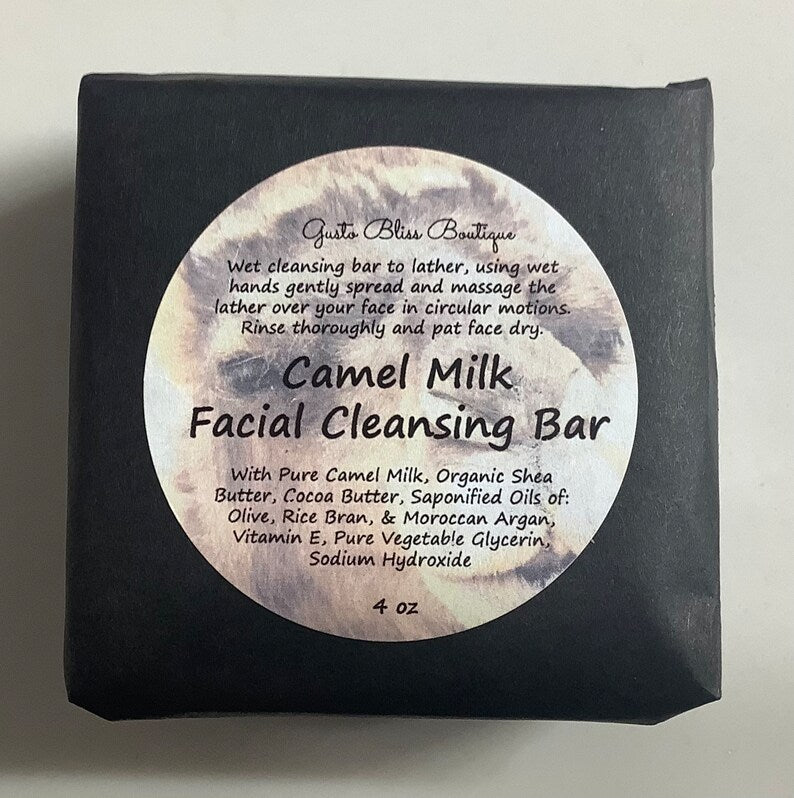 Gusto Bliss Boutique
Wet cleansing bar to lather, using wet
hands gently spread and massage the
lather over your face in circular motions.
Rinse thoroughly and pat face dry.
Camel Milk
Facial Cleansing Bar
With Pure Camel Milk, Organic Shea
Butter, Cocoa Butter, Saponified Oils of:
Olive, Rice Bran, & Moroccan Argan,
Vitamin E, Pure Vegetable Glycerin,
Sodium Hydroxide
4 oz